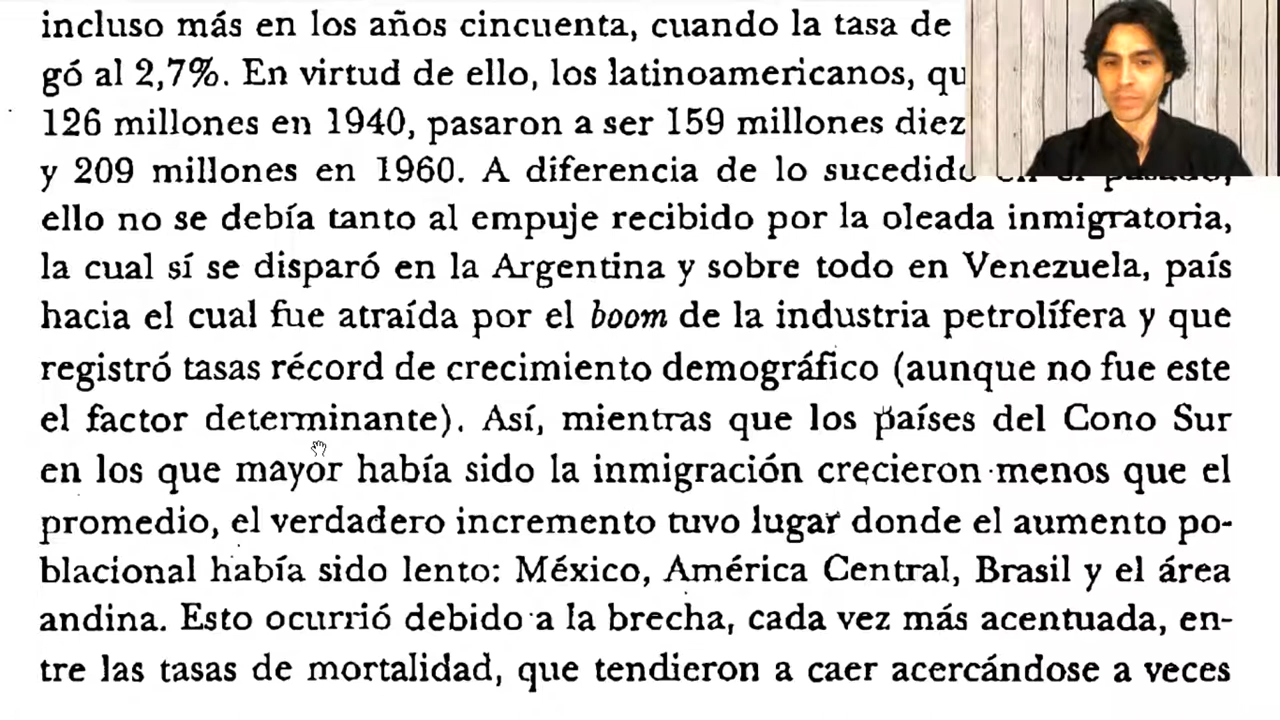 incluso más en los años cincuenta, cuando la tasa de
gó al 2,7%. En virtud de ello, los latinoamericanos, qu
126 millones en 1940, pasaron a ser 159 millones diez
y 209 millones en 1960. A diferencia de lo sucedido en el pasado,
ello no se debía tanto al empuje recibido por la oleada inmigratoria,
la cual sí se disparó en la Argentina y sobre todo en Venezuela, país
hacia el cual fue atraída por el boom de la industria petrolífera y que
registró tasas récord de crecimiento demográfico (aunque no fue este
el factor determinante). Así, mientras que los países del Cono Sur
en los que mayor había sido la inmigración crecieron menos que el
promedio, el verdadero incremento tuvo lugar donde el aumento po-
blacional había sido lento: México, América Central, Brasil y el área
andina. Esto ocurrió debido a la brecha, cada vez más acentuada, en-
tre las tasas de mortalidad, que tendieron a caer acercándose a veces